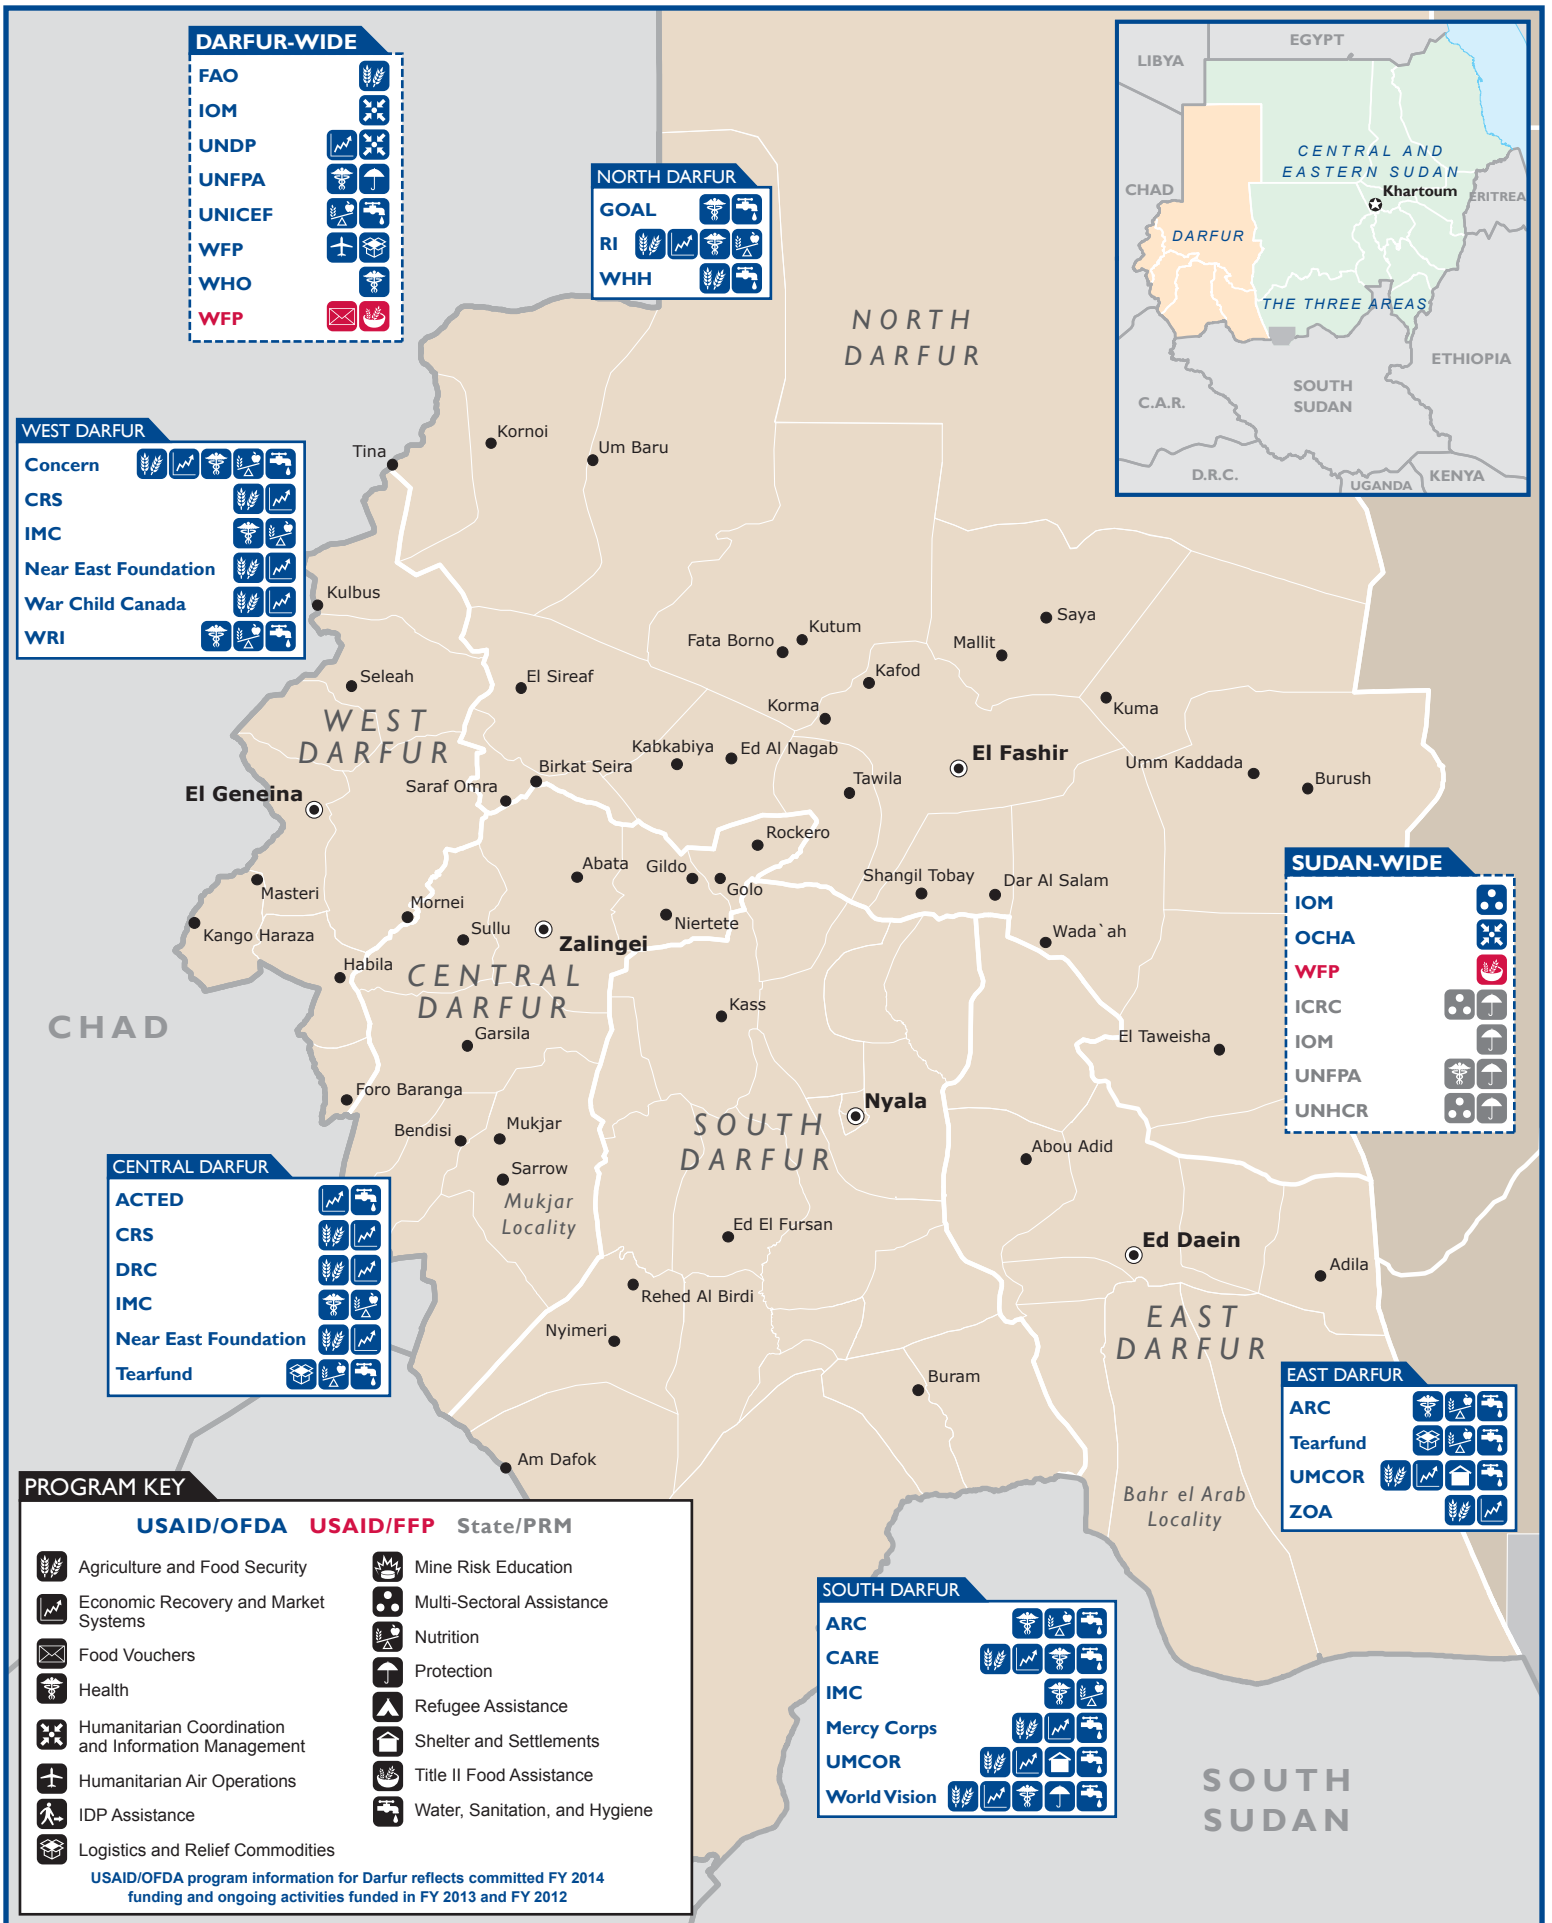 DARFUR-WIDE
FAO
IOM
UNDP
UNFPA
UNICEF
WFP
WHO
WFP
NORTH DARFUR
GOAL
RI
WHH
LIBYA
EGYPT
CHAD
CENTRAL AND
EASTERN SUDAN
Khartoum
ERITREA
DARFUR
THE THREE AREAS
ETHIOPIA
SOUTH
SUDAN
C.A.R.
D.R.C.
UGANDA
KENYA
WEST DARFUR
Concern
CRS
IMC
Near East Foundation
War Child Canada
WRI
NORTH
DARFUR
Tina
Kornoi
Um Baru
Kulbus
Saya
Kutum
Fata Borno
Mallit
Kafod
Seleah
El Sireaf
Korma
Kuma
WEST
DARFUR
Kabkabiya
Ed Al Nagab
El Fashir
Umm Kaddada
Burush
Birkat Seira
Saraf Omra
Tawila
El Geneina
Rockero
Abata
Gildo
Golo
Shangil Tobay
Dar Al Salam
Masteri
Mornei
Niertete
Kango Haraza
Sullu
Zalingei
Wada`ah
Habila
CENTRAL
DARFUR
Kass
CHAD
Garsila
El Taweisha
Foro Baranga
Nyala
Bendisi
Mukjar
SOUTH
DARFUR
Abou Adid
Sarrow
Mukjar
Locality
Ed El Fursan
Ed Daein
Adila
Rehed Al Birdi
Nyimeri
EAST
DARFUR
Buram
Am Dafok
Bahr el Arab
Locality
SUDAN-WIDE
IOM
OCHA
WFP
ICRC
IOM
UNFPA
UNHCR
CENTRAL DARFUR
ACTED
CRS
DRC
IMC
Near East Foundation
Tearfund
EAST DARFUR
ARC
Tearfund
UMCOR
ZOA
SOUTH DARFUR
ARC
CARE
IMC
Mercy Corps
UMCOR
World Vision
SOUTH
SUDAN
PROGRAM KEY
USAID/OFDA USAID/FFP State/PRM
Agriculture and Food Security
Economic Recovery and Market
Systems
Food Vouchers
Health
Humanitarian Coordination
and Information Management
Humanitarian Air Operations
IDP Assistance
Logistics and Relief Commodities
Mine Risk Education
Multi-Sectoral Assistance
Nutrition
Protection
Refugee Assistance
Shelter and Settlements
Title II Food Assistance
Water, Sanitation, and Hygiene
USAID/OFDA program information for Darfur reflects committed FY 2014
funding and ongoing activities funded in FY 2013 and FY 2012